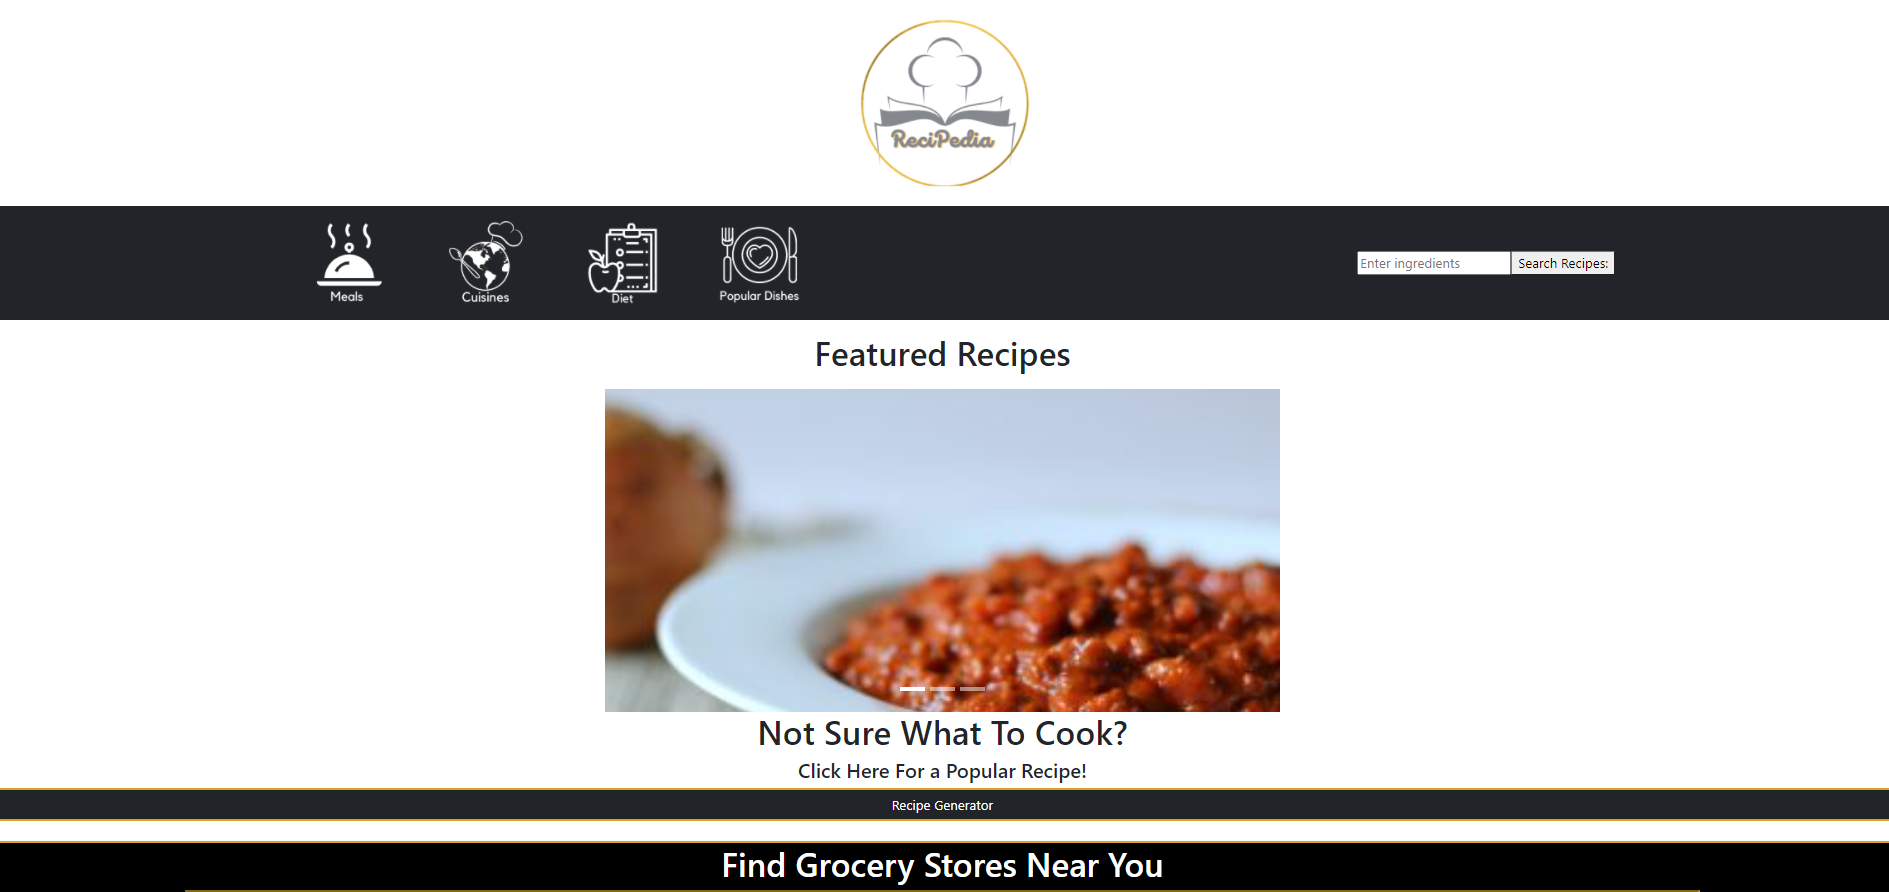 ReciPedia
Meals
Cuisines
Diet
Popular Dishes
Enter ingredients
Search Recipes:
Featured Recipes
Not Sure What To Cook?
Click Here For a Popular Recipe!
Recipe Generator
Find Grocery Stores Near You